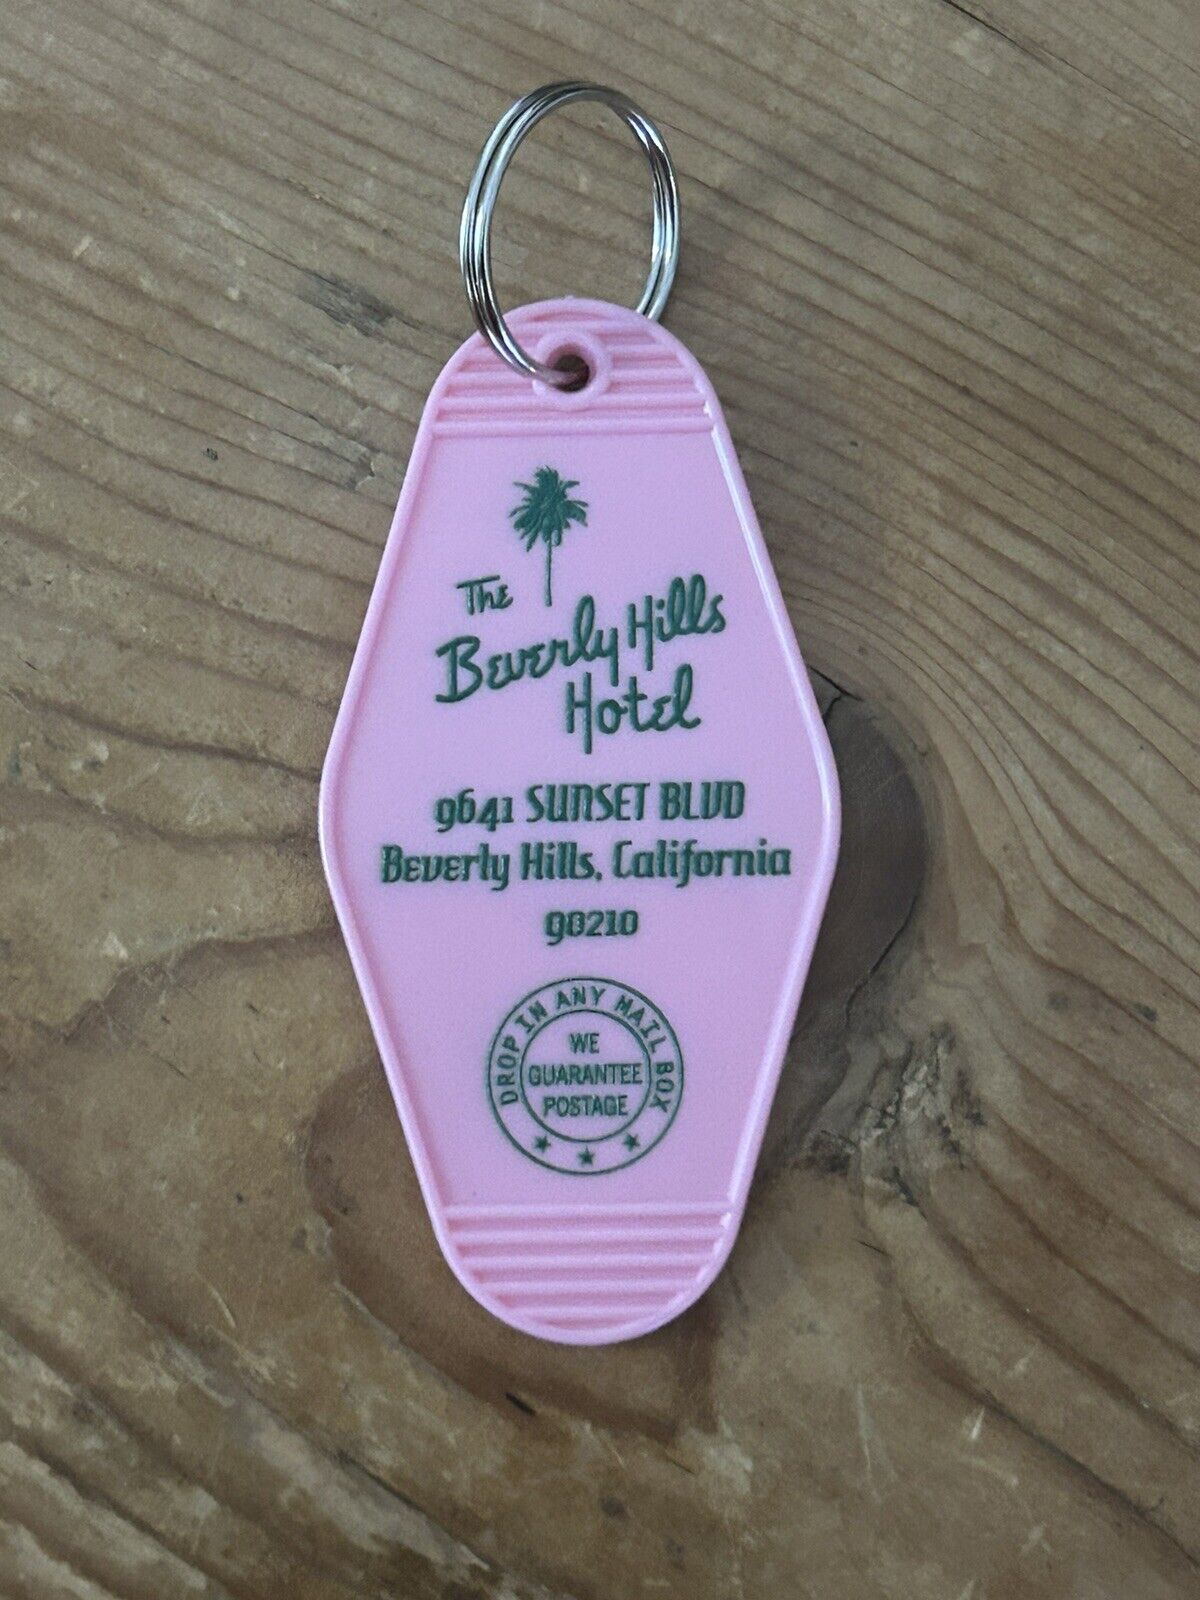 The
Beverly Hills
Hotel
9641 SUNSET BLVD
Beverly Hills, California
90210
DROP IN ANY MAIL BOX
WE
GUARANTEE
POSTAGE